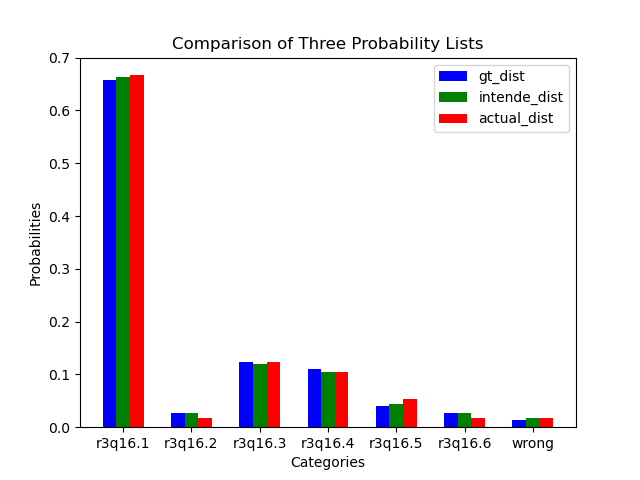 Comparison of Three Probability Lists
gt_dist
intende_dist
actual_dist
Probabilities
0.7
0.6
0.5
0.4
0.3
0.2
0.1
0.0
r3q16.1 r3q16.2 r3q16.3 r3q16.4 r3q16.5 r3q16.6 wrong
Categories